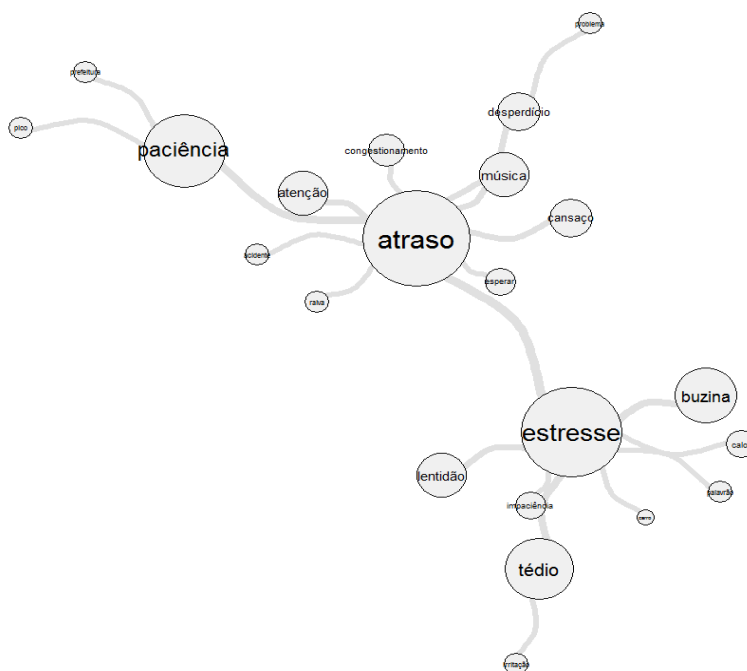 problema
prefeitura
desperdício
pico
paciência
congestionamento
música
atenção
cansaço
atraso
acidente
esperar
raiva
buzina
estresse
calor
lentidão
palavrão
impaciência
carro
tédio
irritação